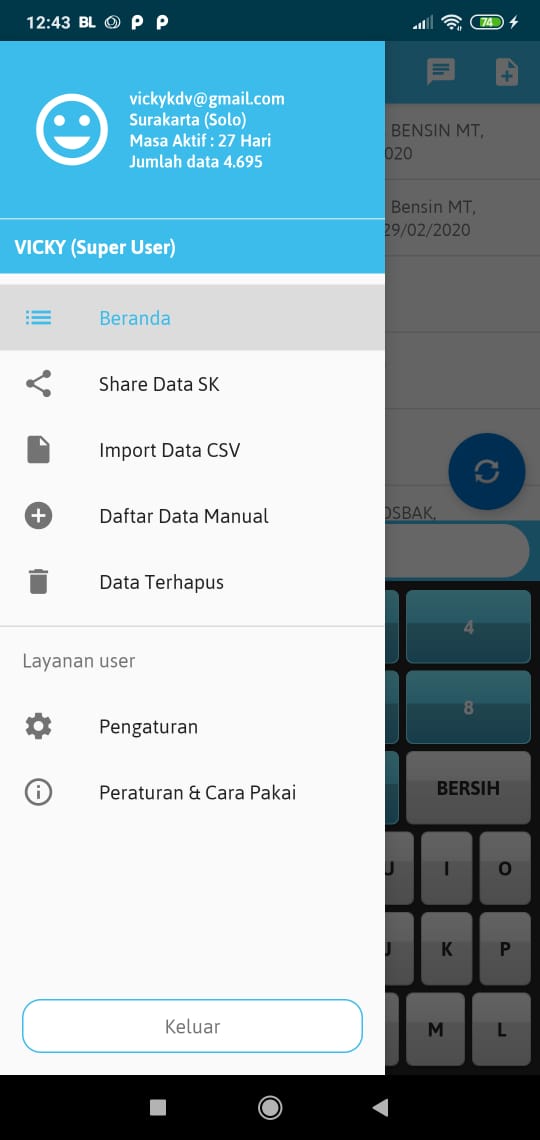 12:43 BL
74
vickykdv@gmail.com
Surakarta (Solo)
Masa Aktif : 27 Hari
Jumlah data 4.695
VICKY (Super User)
Beranda
Share Data SK
Import Data CSV
Daftar Data Manual
Data Terhapus
Layanan user
Pengaturan
Peraturan & Cara Pakai
Keluar
BENSIN MT,
020
Bensin MT,
29/02/2020
OSBAK,
4
8
BERSIH
I O
K P
M L